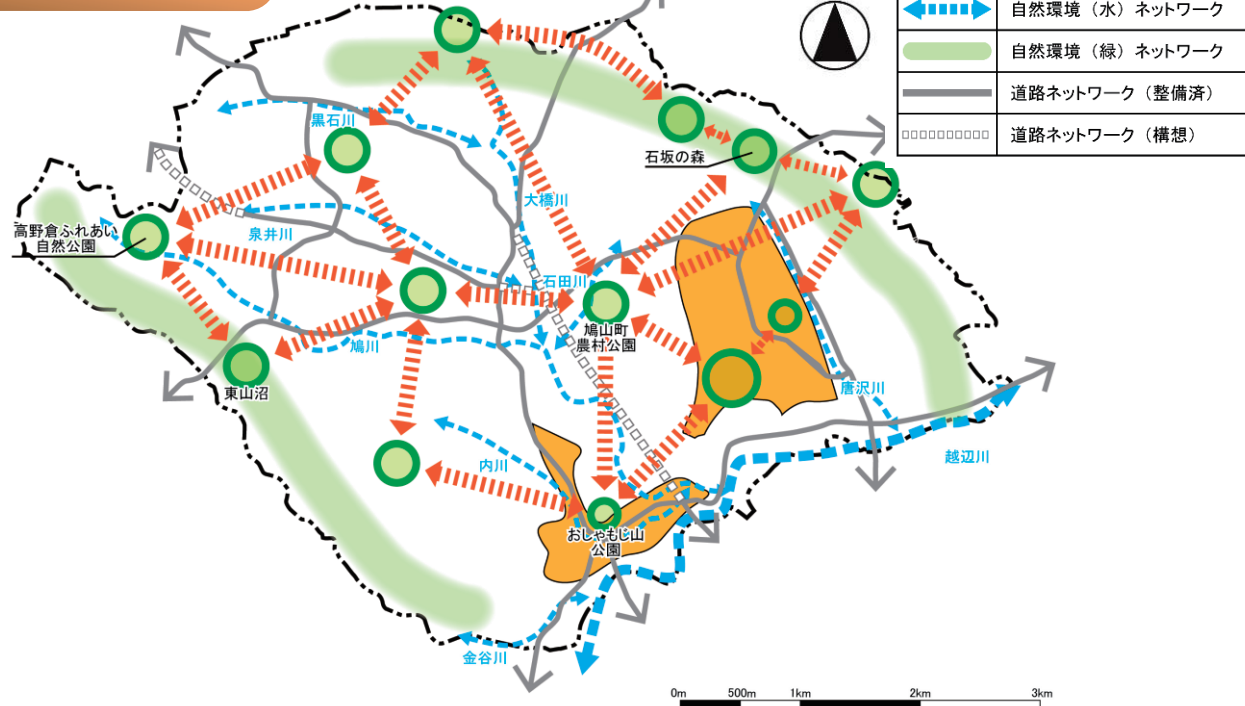 自然環境（水）ネットワーク
自然環境（緑）ネットワーク
道路ネットワーク（整備済）
道路ネットワーク（構想）
黒石川
石坂の森
大橋川
高野倉ふれあい
自然公園
泉井川
石田川
鳩山町
農村公園
鳩川
東山沼
唐沢川
越辺川
内川
おしゃもじ山
公園
金谷川
0m 500m 1km 2km 3km